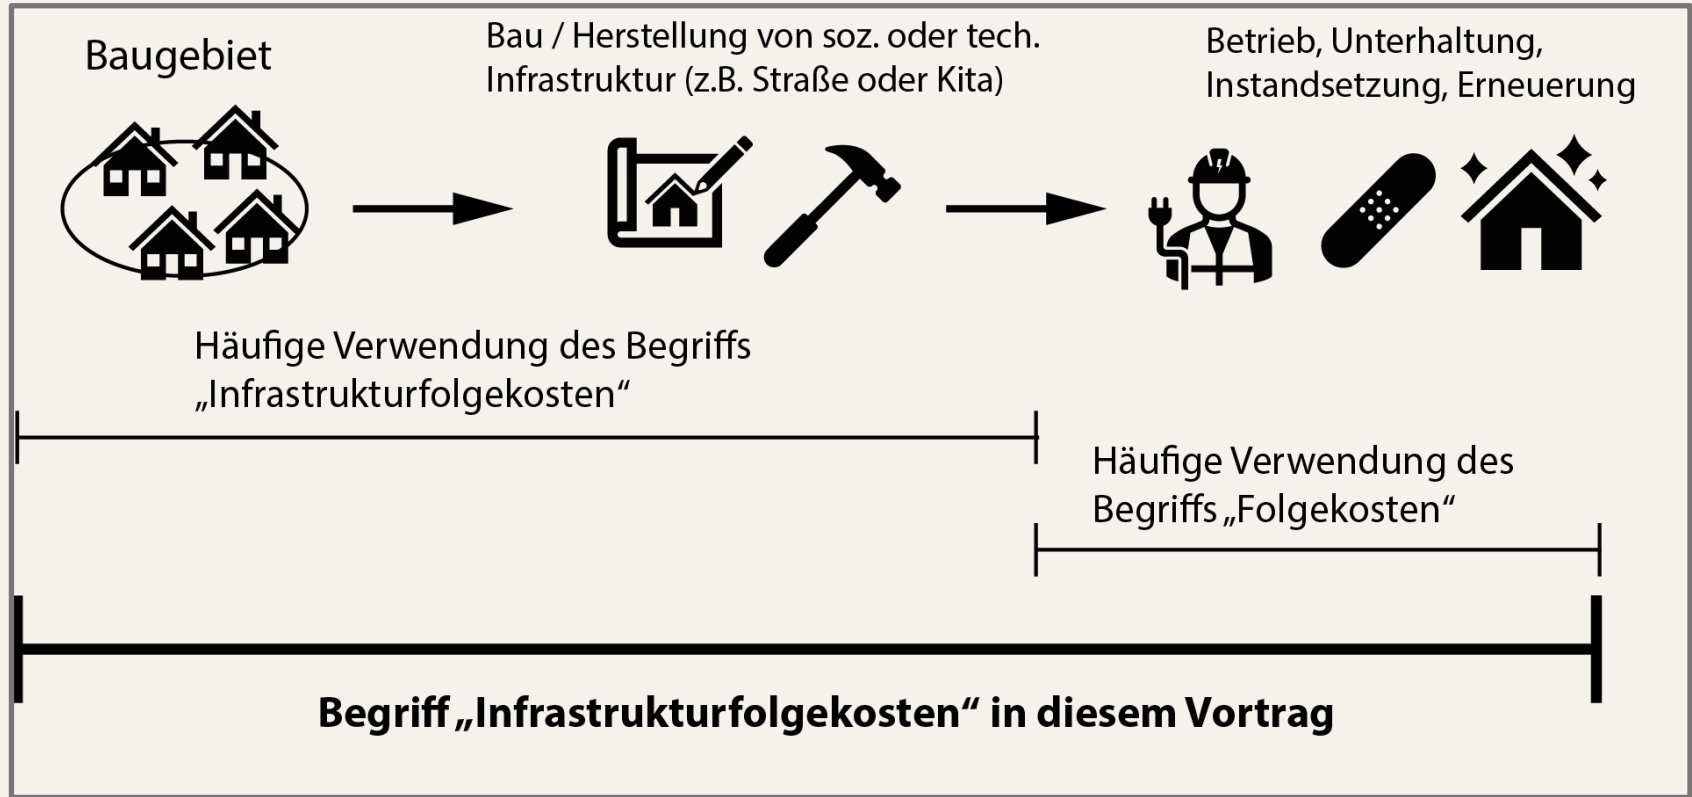 Baugebiet
Bau / Herstellung von soz. oder tech.
Infrastruktur (z.B. Straße oder Kita)
Betrieb, Unterhaltung,
Instandsetzung, Erneuerung
Häufige Verwendung des Begriffs
„Infrastrukturfolgekosten“
Häufige Verwendung des
Begriffs „Folgekosten“
Begriff „Infrastrukturfolgekosten“ in diesem Vortrag